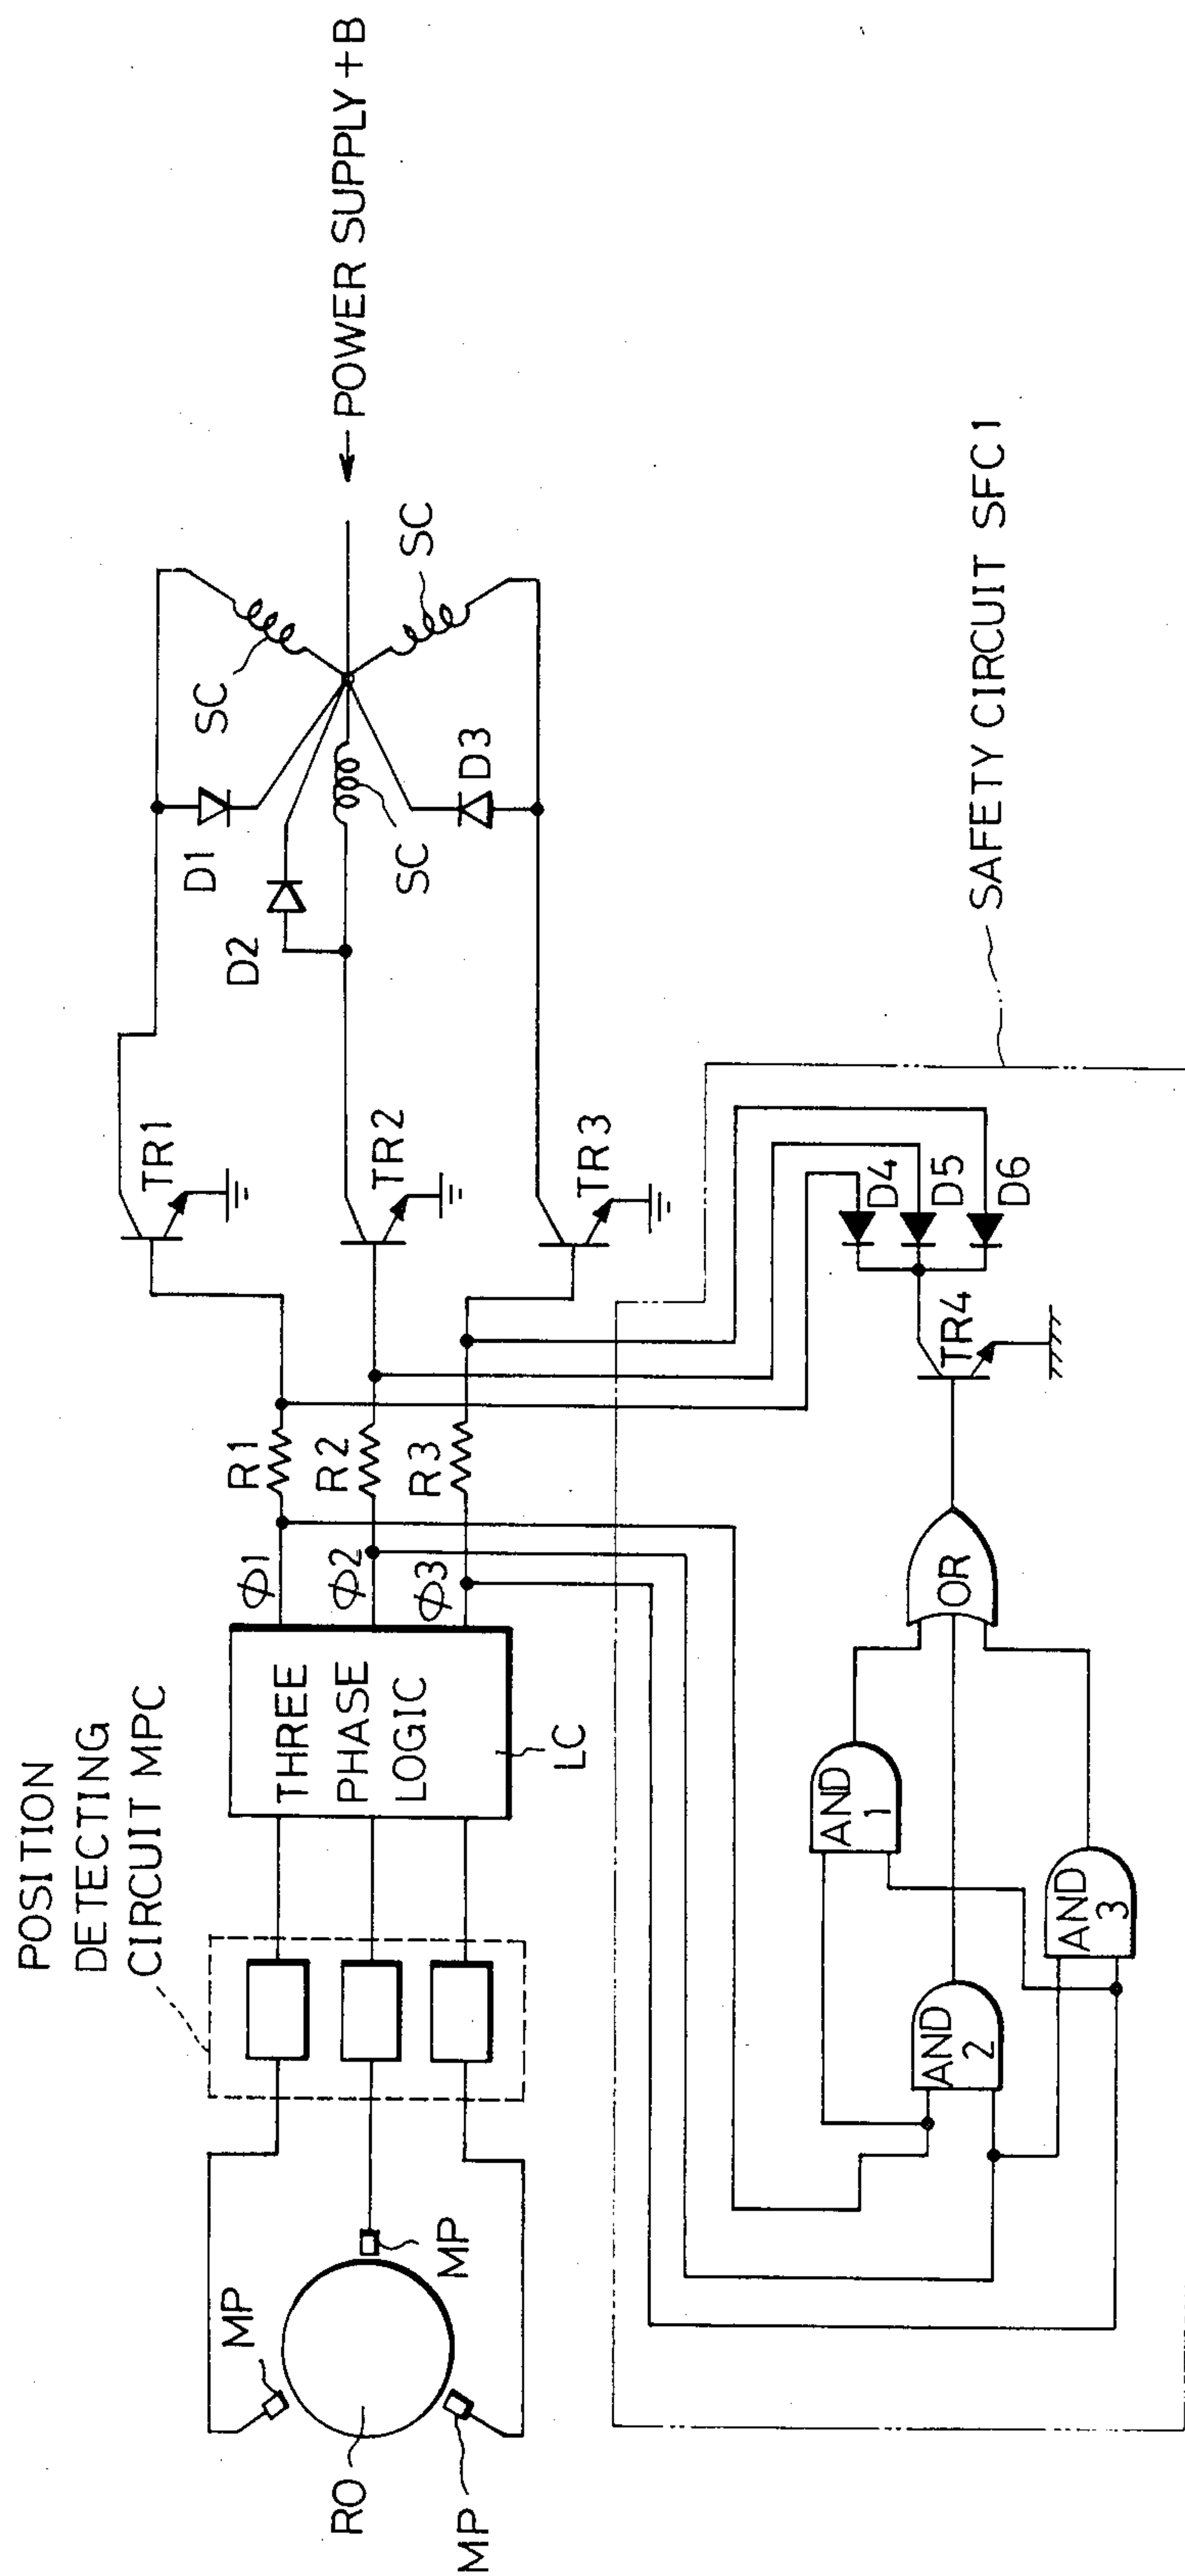 POSITION
DETECTING
CIRCUIT MPC
MP
RO
MP
MP
THREE
PHASE
LOGIC
LC
φ1
φ2
φ3
R1
R2
R3
TR1
TR2
TR3
D1
D2
D3
SC
SC
SC
POWER SUPPLY +B
AND
1
AND
2
AND
3
OR
TR4
D4
D5
D6
SAFETY CIRCUIT SFC1